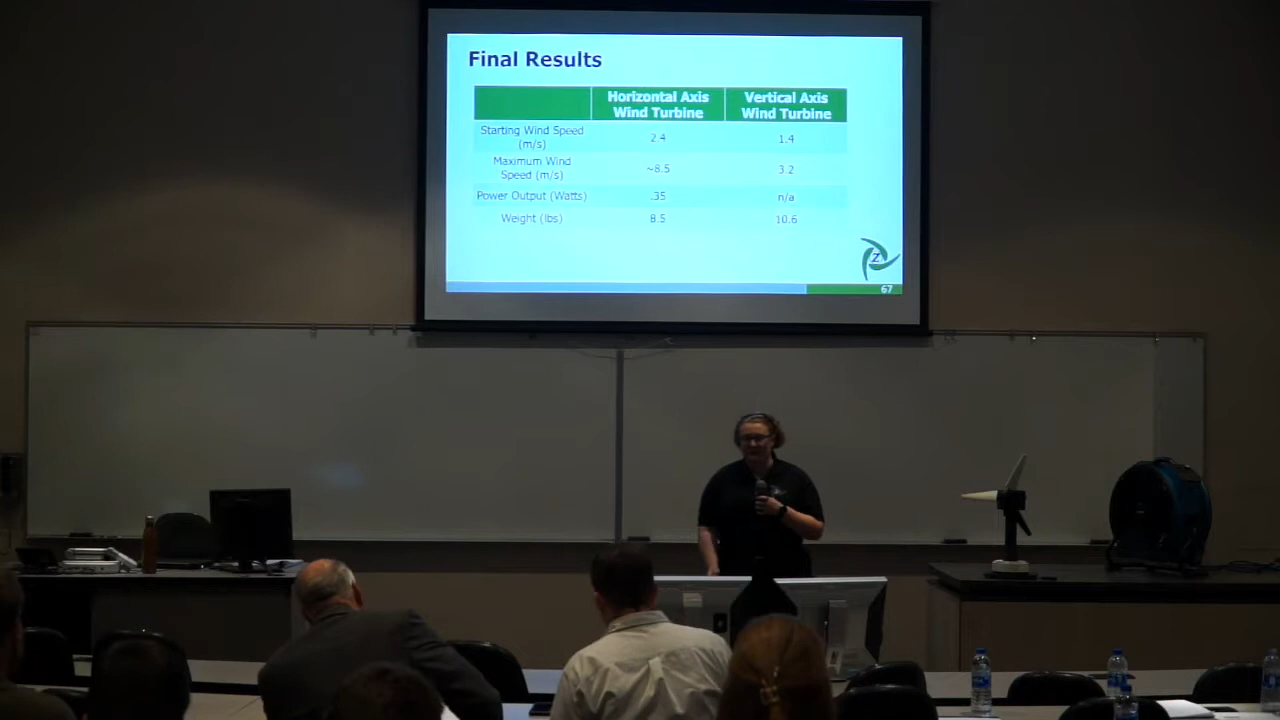 Final Results
Horizontal Axis Wind Turbine
Vertical Axis Wind Turbine
Starting Wind Speed (m/s) 2.4 1.4
Maximum Wind Speed (m/s) ~8.5 3.2
Power Output (Watts) .35 n/a
Weight (lbs) 8.5 10.6
Z
67